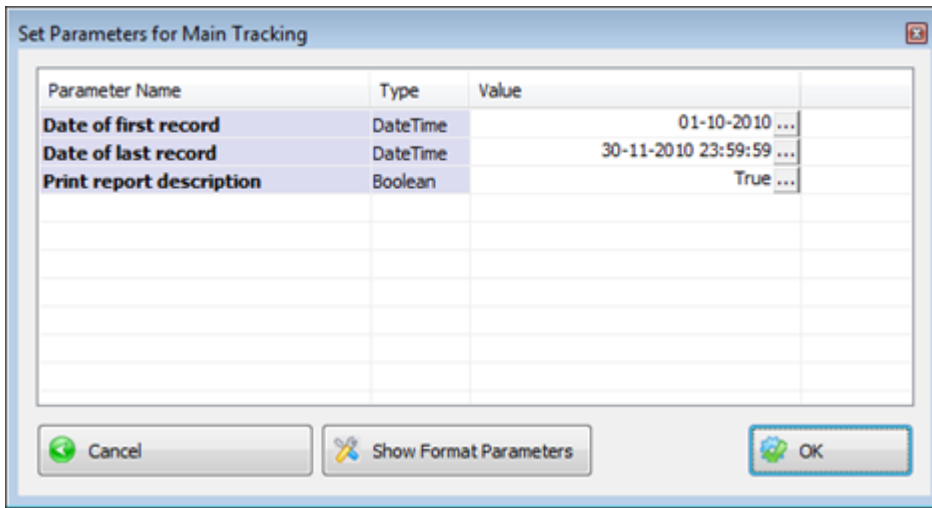 Set Parameters for Main Tracking
Parameter Name Type Value
Date of first record DateTime 01-10-2010 ...
Date of last record DateTime 30-11-2010 23:59:59 ...
Print report description Boolean True ...
Cancel Show Format Parameters OK